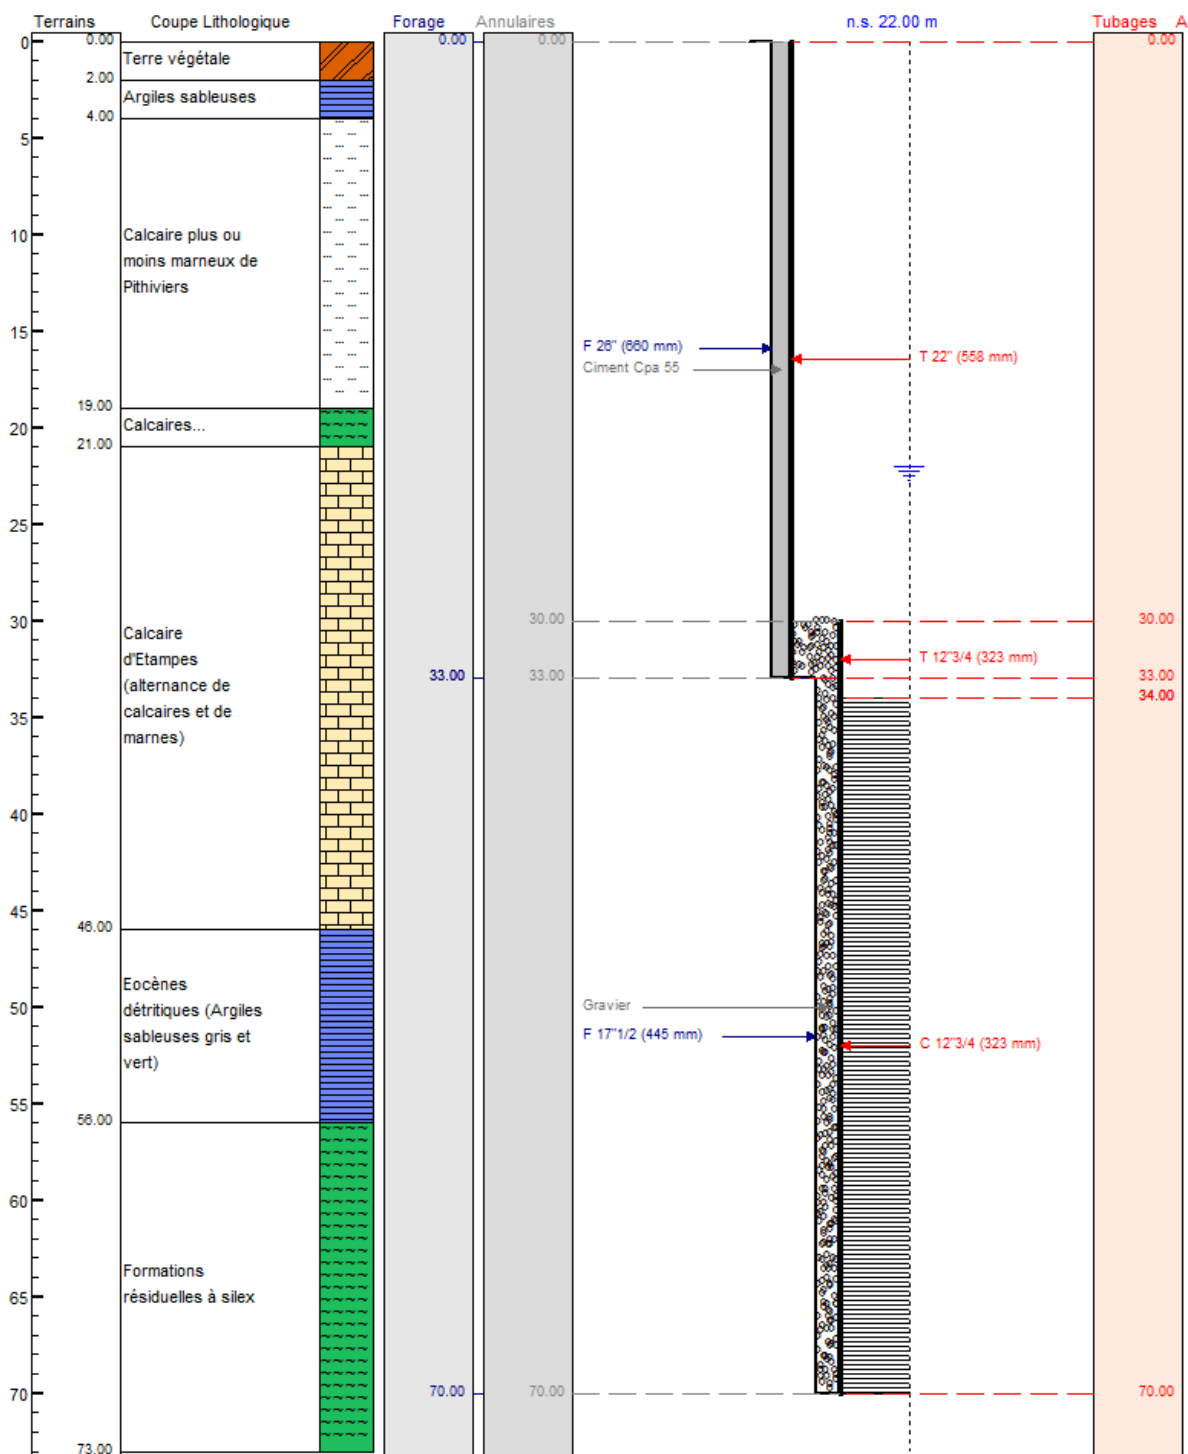 Terrains Coupe Lithologique Forage Annulaires n.s. 22.00 m Tubages A
0 0.00 0.00 0.00 0.00
Terre végétale
2.00
Argiles sableuses
4.00
5
10
Calcaire plus ou
moins marneux de
Pithiviers
15
F 26" (660 mm)
T 22" (558 mm)
Ciment Cpa 55
19.00
20
Calcaires...
21.00
25
30 30.00 30.00
Calcaire
d'Etampes
(alternance de
calcaires et de
marnes)
T 12"3/4 (323 mm)
33.00 33.00 33.00
34.00
35
40
45
46.00
Eocènes
détritiques (Argiles
sableuses gris et
vert)
50
Gravier
F 17"1/2 (445 mm)
C 12"3/4 (323 mm)
55
56.00
60
Formations
résiduelles à silex
65
70 70.00 70.00 70.00
73.00